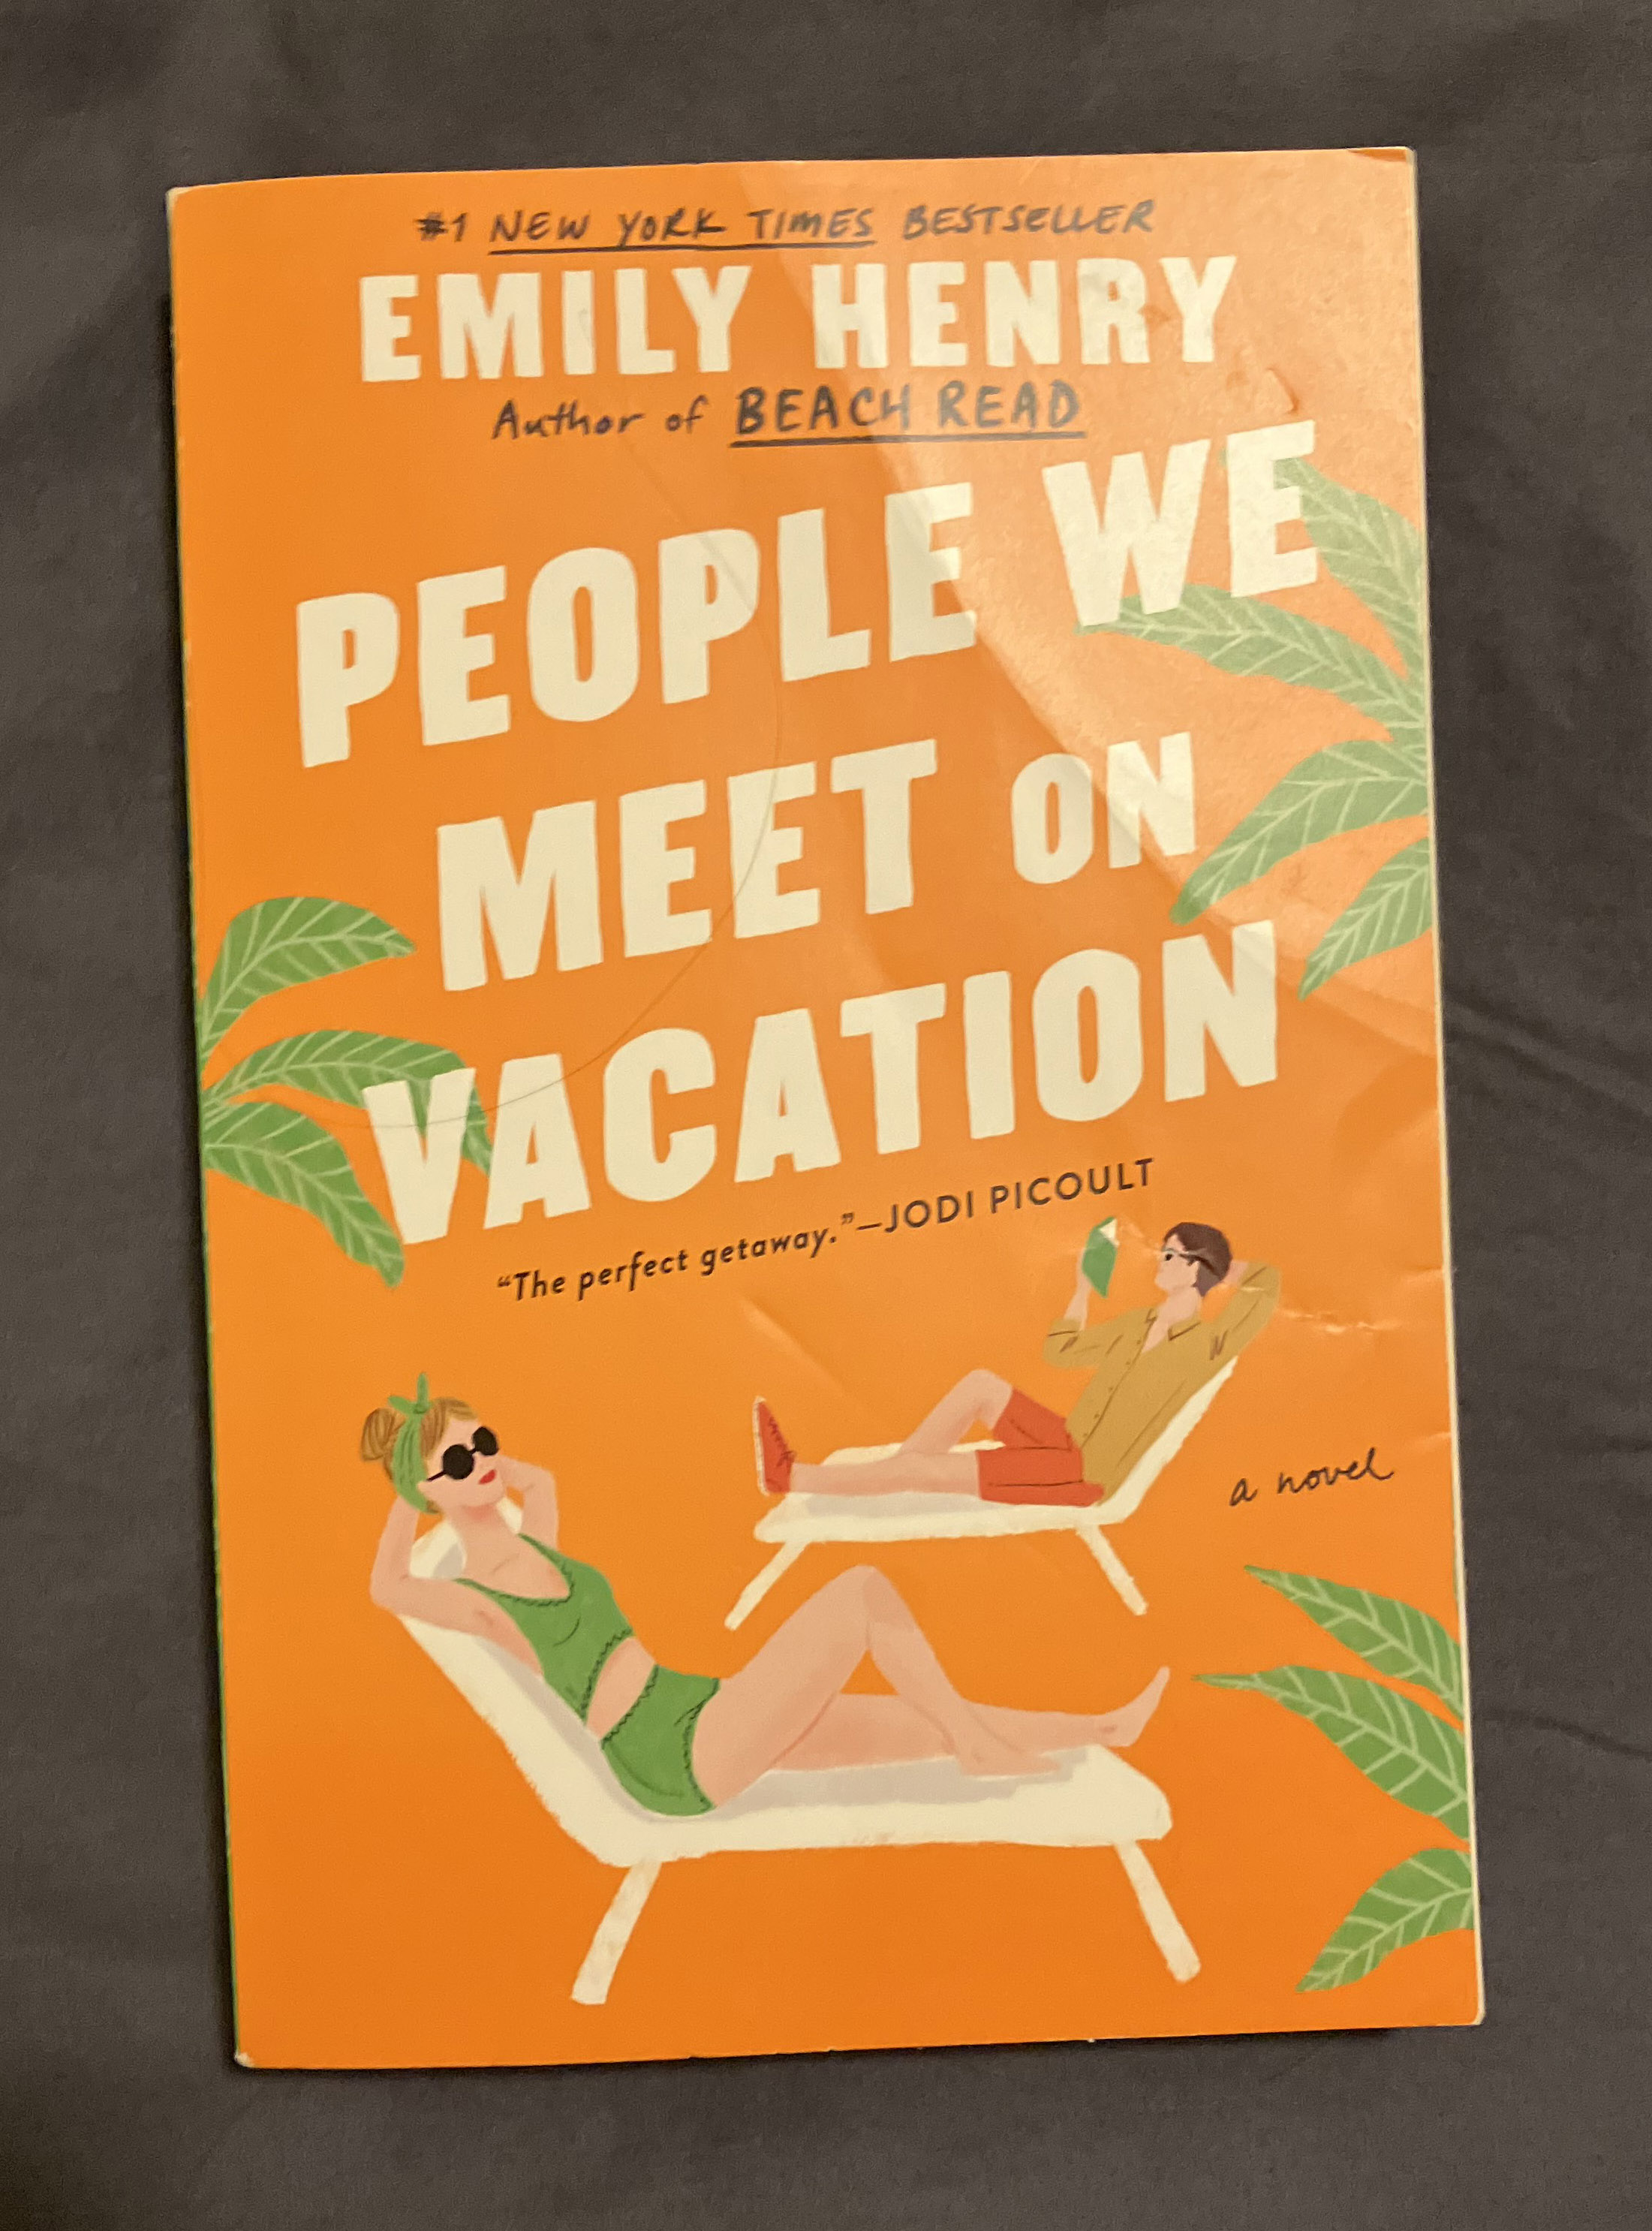 #1 NEW YORK TIMES BESTSELLER
EMILY HENRY
Author of BEACH READ
PEOPLE WE
MEET ON
VACATION
“The perfect getaway.”—JODI PICOULT
a novel